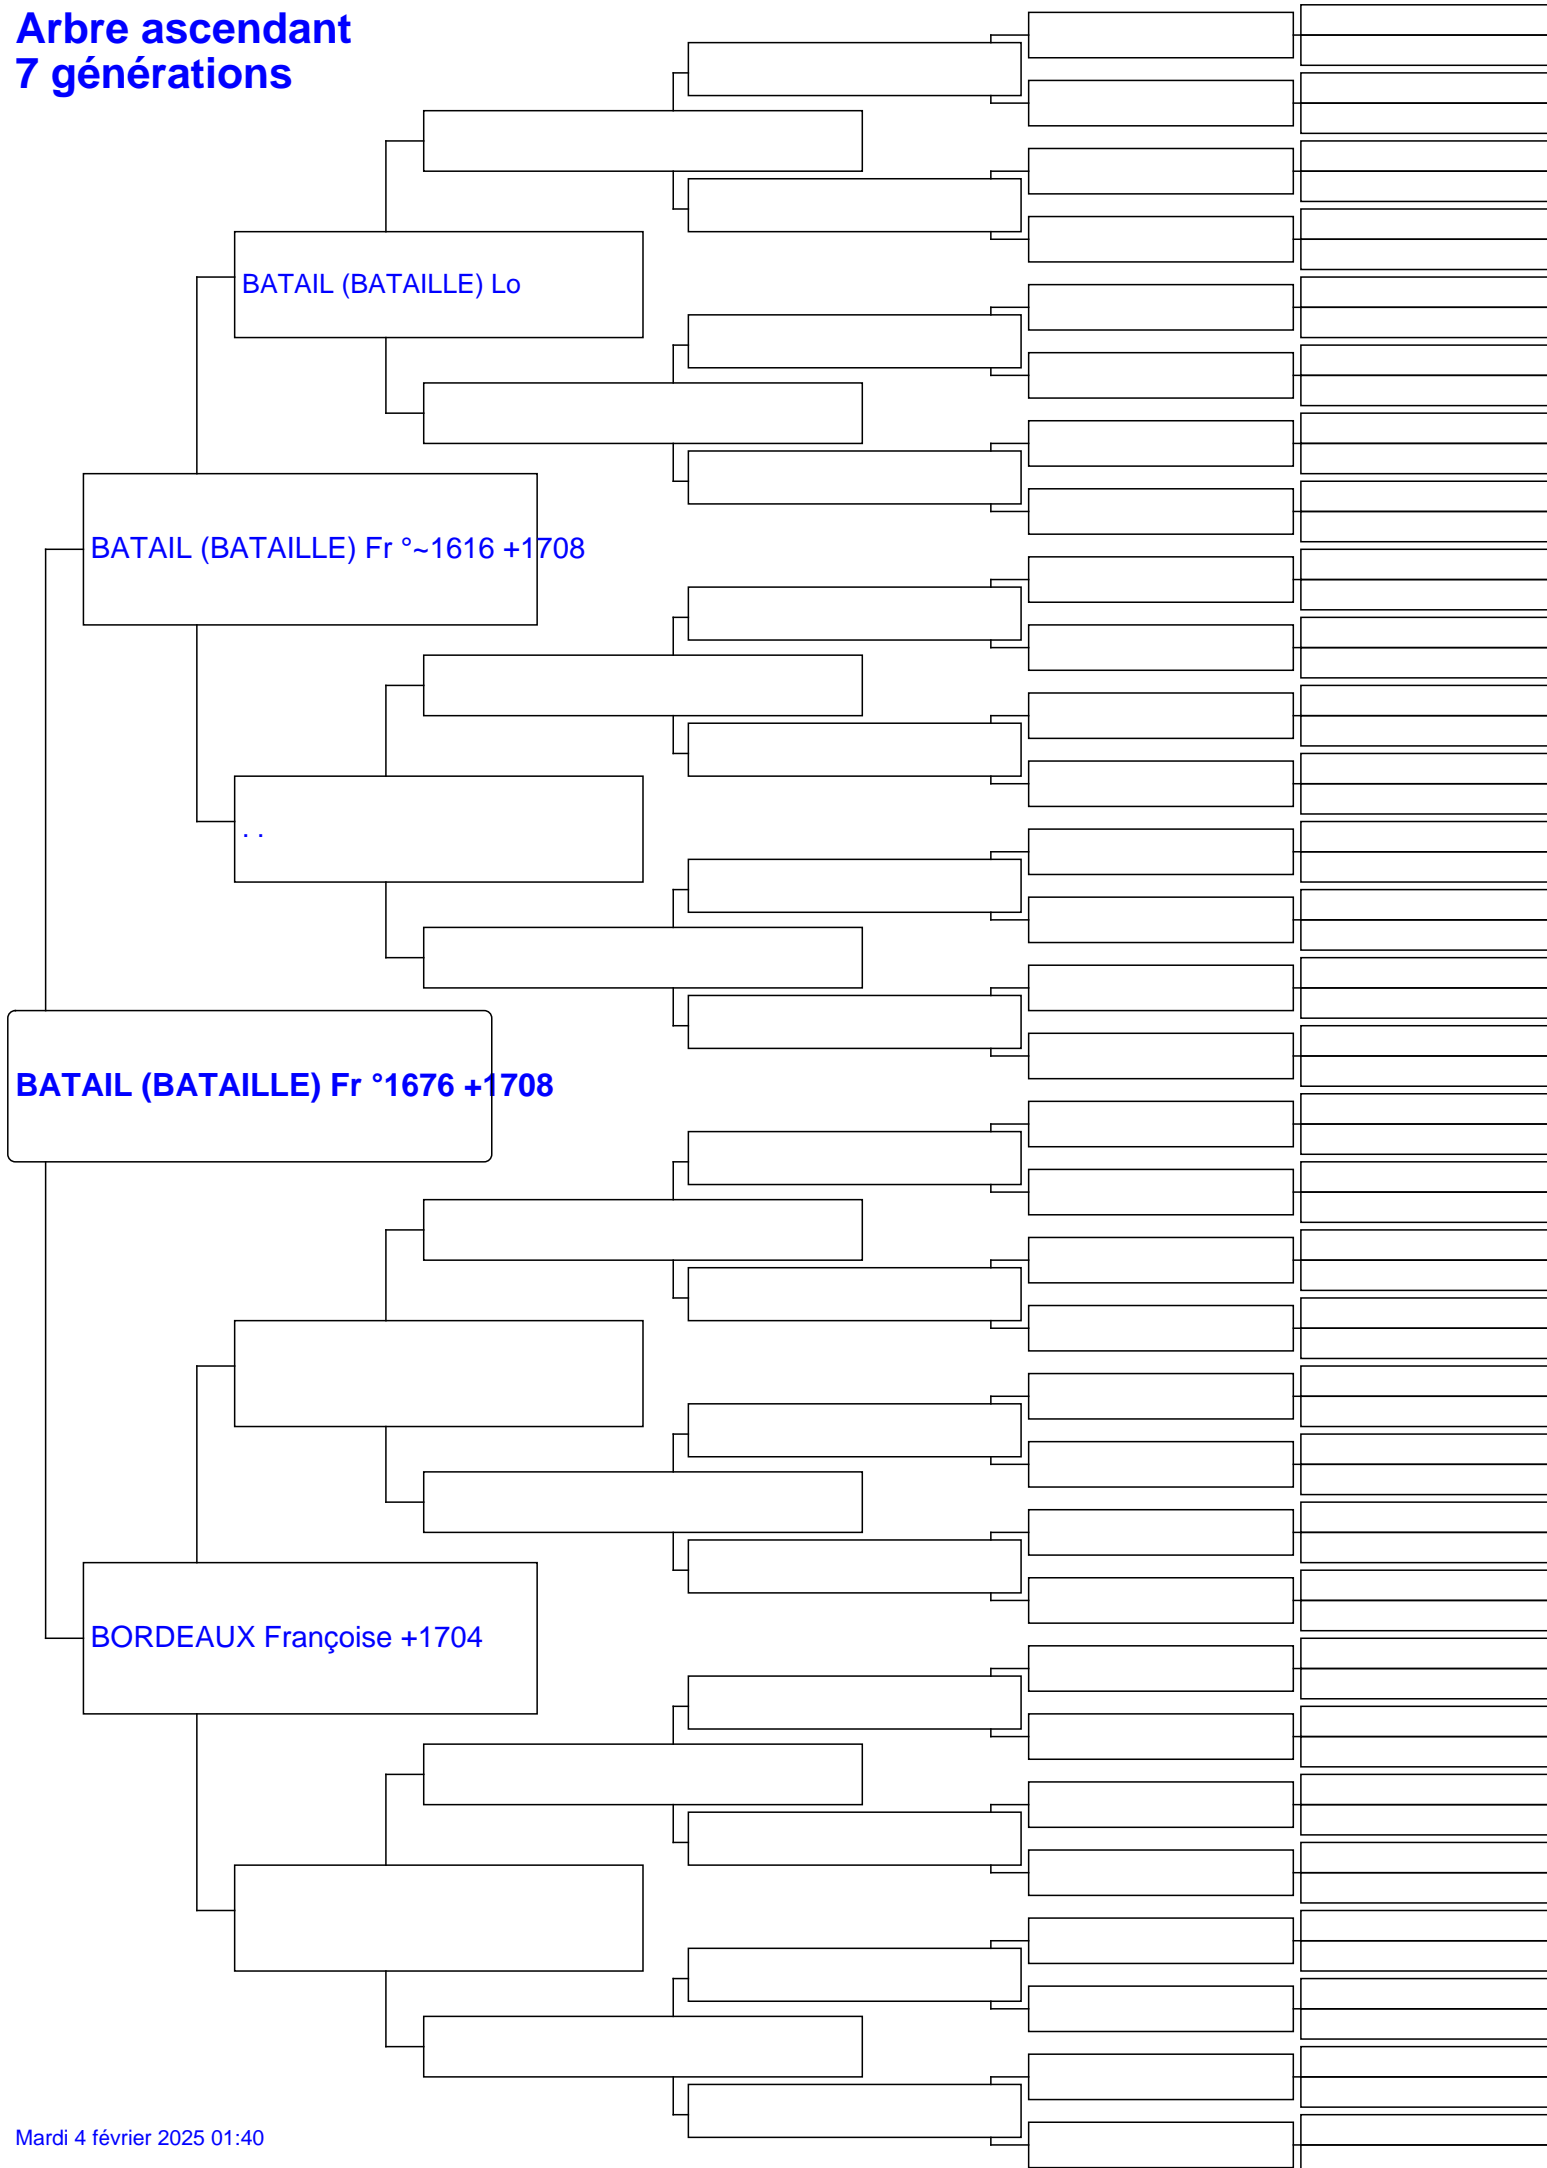 Arbre ascendant
7 générations
BATAIL (BATAILLE) Lo
BATAIL (BATAILLE) Fr °~1616 +1708
. .
BATAIL (BATAILLE) Fr °1676 +1708
BORDEAUX Françoise +1704
Mardi 4 février 2025 01:40